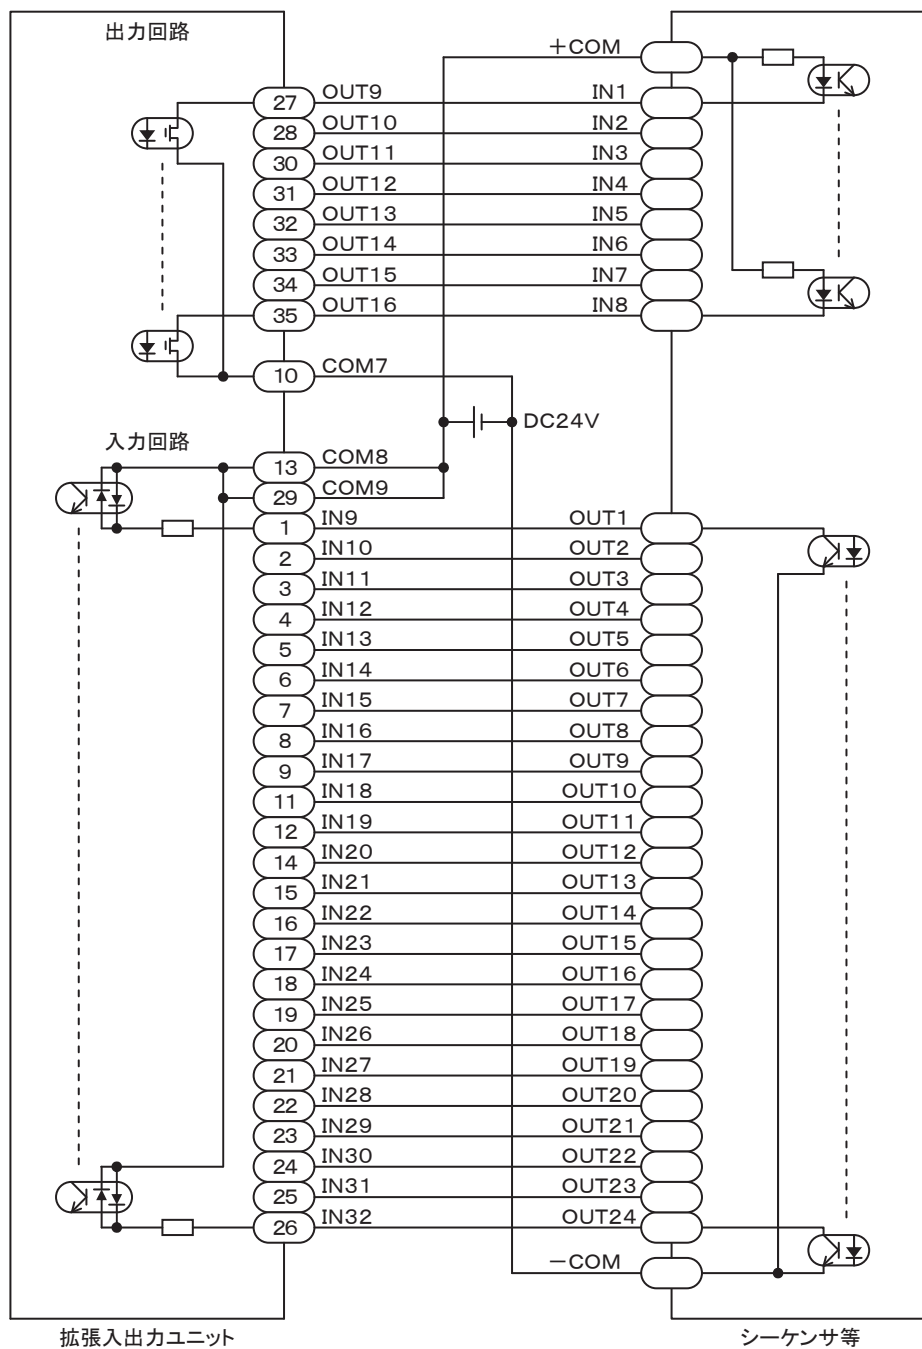 出力回路
+COM
27 OUT9 IN1
28 OUT10 IN2
30 OUT11 IN3
31 OUT12 IN4
32 OUT13 IN5
33 OUT14 IN6
34 OUT15 IN7
35 OUT16 IN8
10 COM7
DC24V
入力回路
13 COM8
29 COM9
1 IN9 OUT1
2 IN10 OUT2
3 IN11 OUT3
4 IN12 OUT4
5 IN13 OUT5
6 IN14 OUT6
7 IN15 OUT7
8 IN16 OUT8
9 IN17 OUT9
11 IN18 OUT10
12 IN19 OUT11
14 IN20 OUT12
15 IN21 OUT13
16 IN22 OUT14
17 IN23 OUT15
18 IN24 OUT16
19 IN25 OUT17
20 IN26 OUT18
21 IN27 OUT19
22 IN28 OUT20
23 IN29 OUT21
24 IN30 OUT22
25 IN31 OUT23
26 IN32 OUT24
−COM
拡張入出力ユニット シーケンサ等